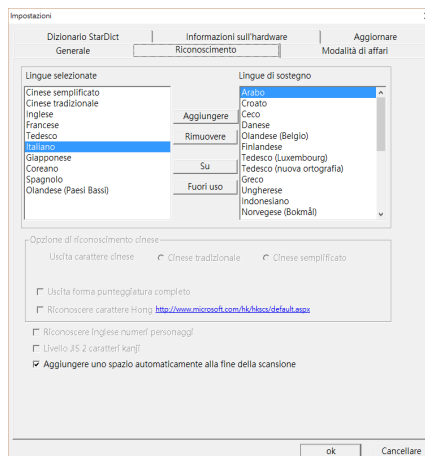 Impostazioni
Dizionario StarDict
Informazioni sull'hardware
Aggiornare
Generale
Riconoscimento
Modalità di affari
Lingue selezionate
Lingue di sostegno
Cinese semplificato
Cinese tradizionale
Inglese
Francese
Tedesco
Italiano
Giapponese
Coreano
Spagnolo
Olandese (Paesi Bassi)
Aggiungere
Rimuovere
Su
Fuori uso
Arabo
Croato
Ceco
Danese
Olandese (Belgio)
Finlandese
Tedesco (Luxembourg)
Tedesco (nuova ortografia)
Greco
Ungherese
Indonesiano
Norvegese (Bokmål)
Opzione di riconoscimento cinese
Uscita carattere cinese
Cinese tradizionale
Cinese semplificato
Uscita forma punteggiatura completo
Riconoscere carattere Hong http://www.microsoft.com/hk/hkscs/default.aspx
Riconoscere inglese numeri personaggi
Livello JIS 2 caratteri kanji
Aggiungere uno spazio automaticamente alla fine della scansione
ok
Cancellare